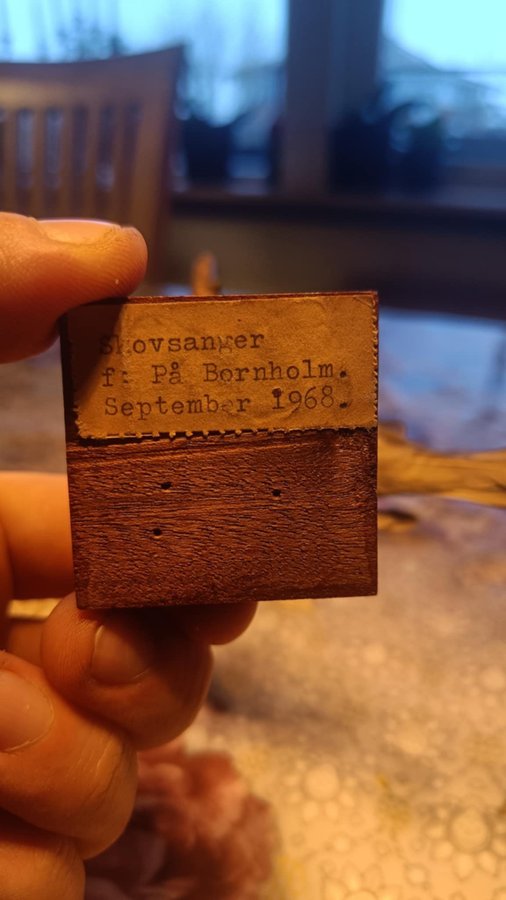 Skovsanger
f: På Bornholm.
September 1968.